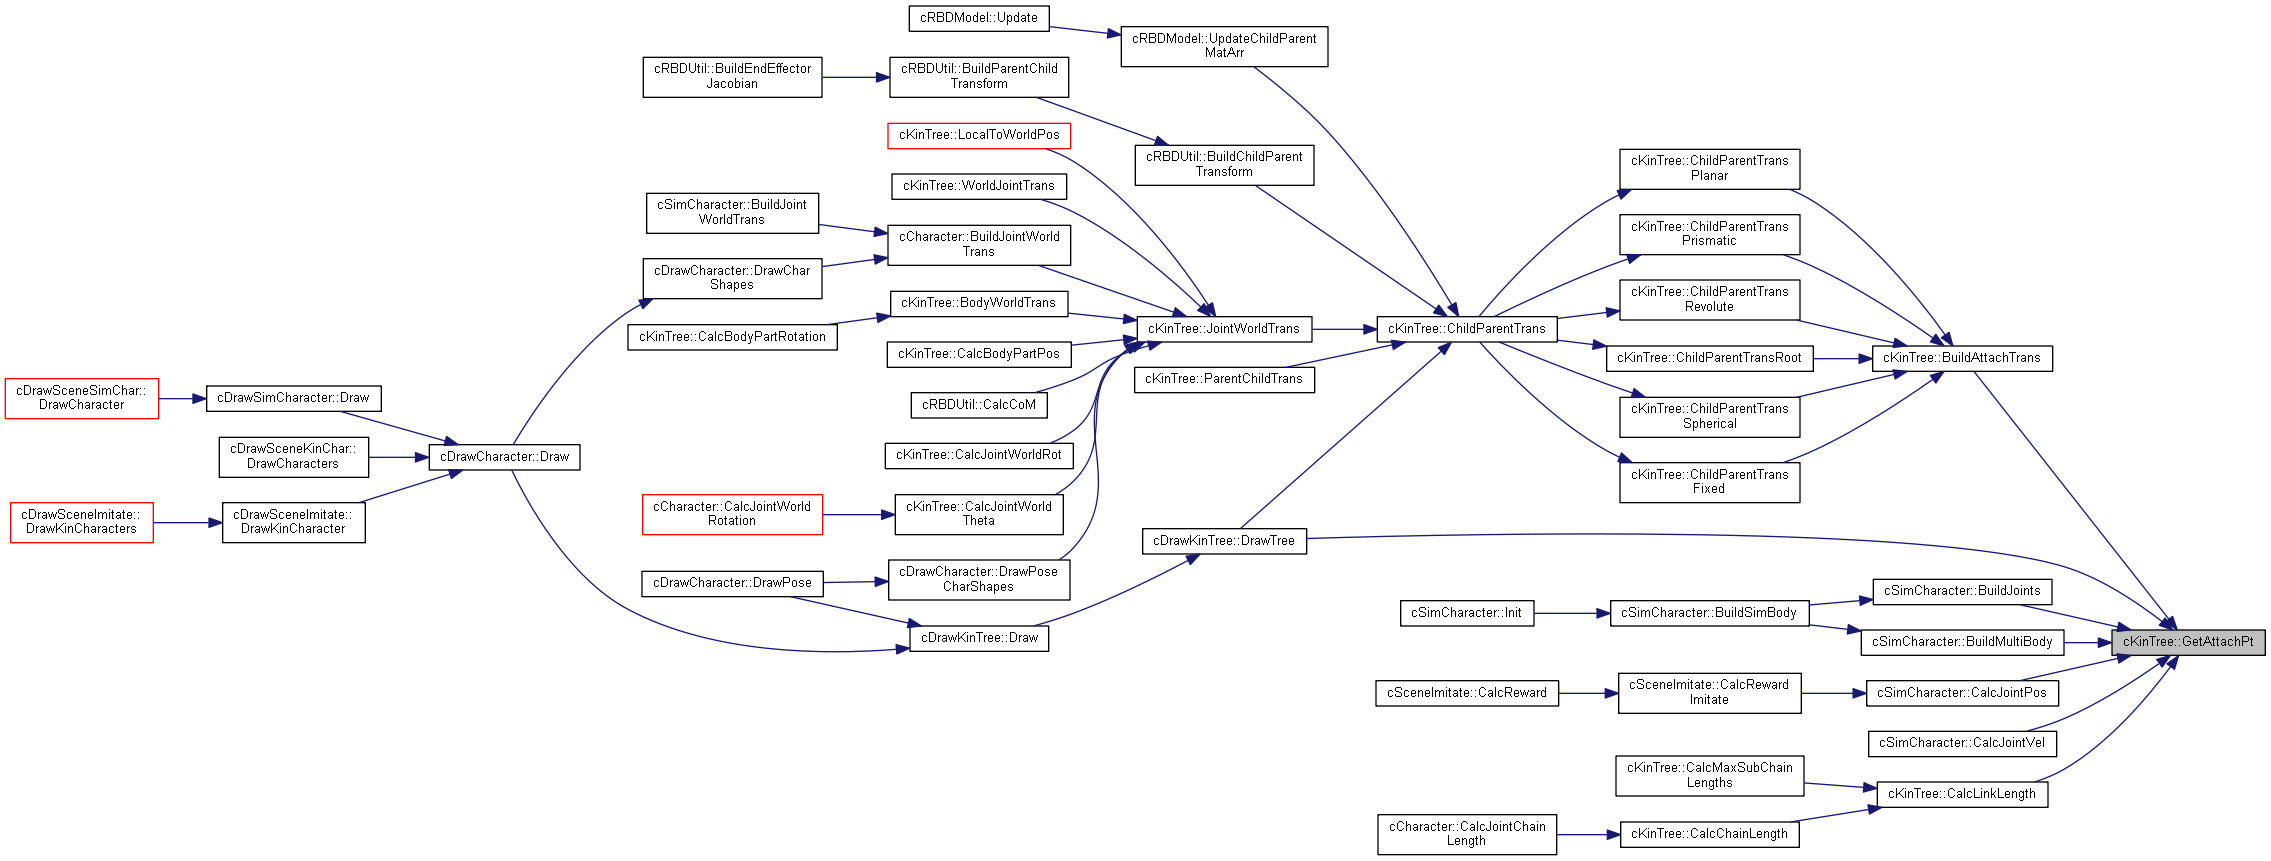 cRBDModel::Update
cRBDModel::UpdateChildParent
MatArr
cRBDUtil::BuildEndEffector
Jacobian
cRBDUtil::BuildParentChild
Transform
cKinTree::LocalToWorldPos
cRBDUtil::BuildChildParent
Transform
cKinTree::ChildParentTrans
Planar
cKinTree::WorldJointTrans
cSimCharacter::BuildJoint
WorldTrans
cCharacter::BuildJointWorld
Trans
cKinTree::ChildParentTrans
Prismatic
cDrawCharacter::DrawChar
Shapes
cKinTree::BodyWorldTrans
cKinTree::ChildParentTrans
Revolute
cKinTree::CalcBodyPartRotation
cKinTree::JointWorldTrans
cKinTree::ChildParentTrans
cKinTree::CalcBodyPartPos
cKinTree::ChildParentTransRoot
cKinTree::BuildAttachTrans
cKinTree::ParentChildTrans
cDrawSceneSimChar::
DrawCharacter
cDrawSimCharacter::Draw
cRBDUtil::CalcCoM
cKinTree::ChildParentTrans
Spherical
cDrawSceneKinChar::
DrawCharacters
cDrawCharacter::Draw
cKinTree::CalcJointWorldRot
cKinTree::ChildParentTrans
Fixed
cDrawSceneImitate::
DrawKinCharacters
cDrawSceneImitate::
DrawKinCharacter
cCharacter::CalcJointWorld
Rotation
cKinTree::CalcJointWorld
Theta
cDrawKinTree::DrawTree
cDrawCharacter::DrawPose
cDrawCharacter::DrawPose
CharShapes
cSimCharacter::BuildJoints
cSimCharacter::Init
cSimCharacter::BuildSimBody
cDrawKinTree::Draw
cSimCharacter::BuildMultiBody
cKinTree::GetAttachPt
cSceneImitate::CalcReward
cSceneImitate::CalcReward
Imitate
cSimCharacter::CalcJointPos
cSimCharacter::CalcJointVel
cKinTree::CalcMaxSubChain
Lengths
cKinTree::CalcLinkLength
cCharacter::CalcJointChain
Length
cKinTree::CalcChainLength